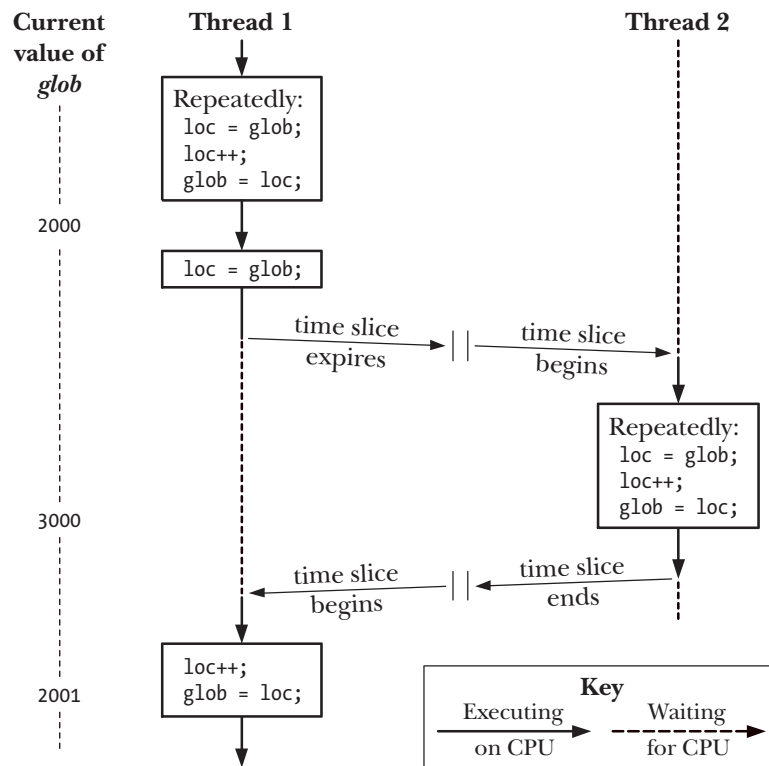 Current value of glob
Thread 1
Thread 2
Repeatedly:
loc = glob;
loc++;
glob = loc;
2000
loc = glob;
time slice expires
time slice begins
Repeatedly:
loc = glob;
loc++;
glob = loc;
3000
time slice begins
time slice ends
loc++;
glob = loc;
2001
Key
Executing on CPU
Waiting for CPU